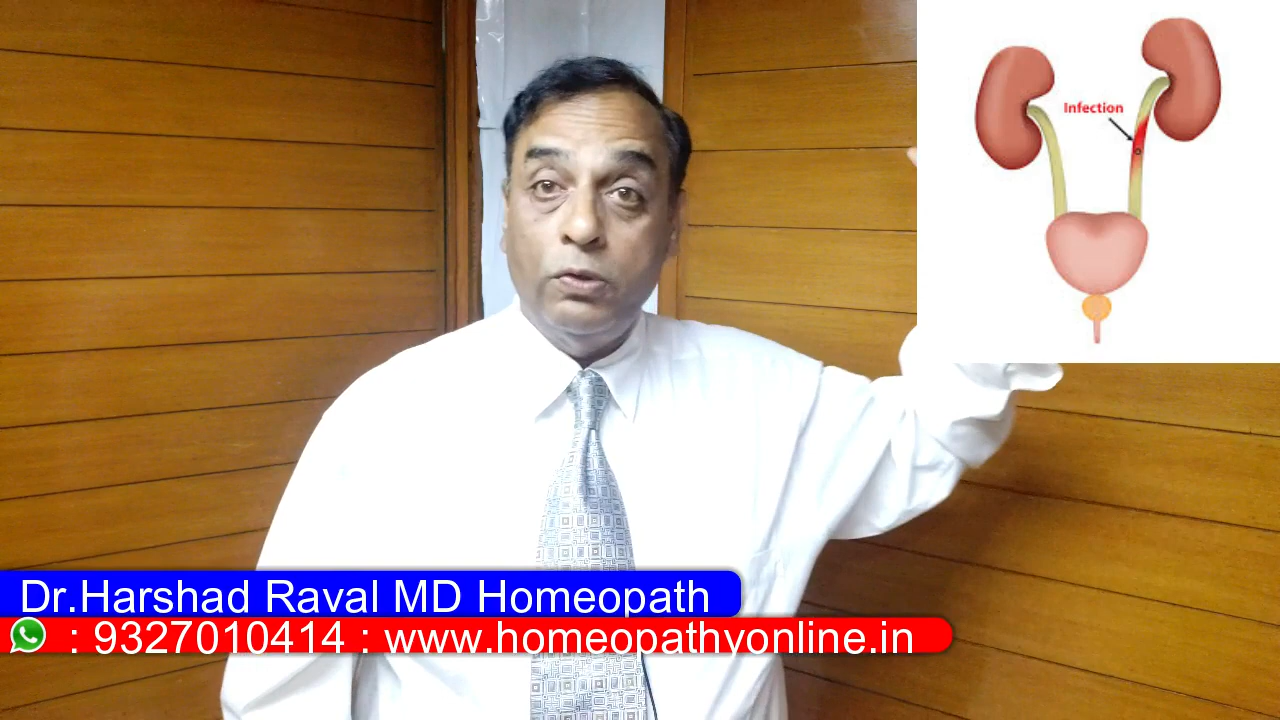 Infection
Dr.Harshad Raval MD Homeopath
: 9327010414 : www.homeopathyonline.in